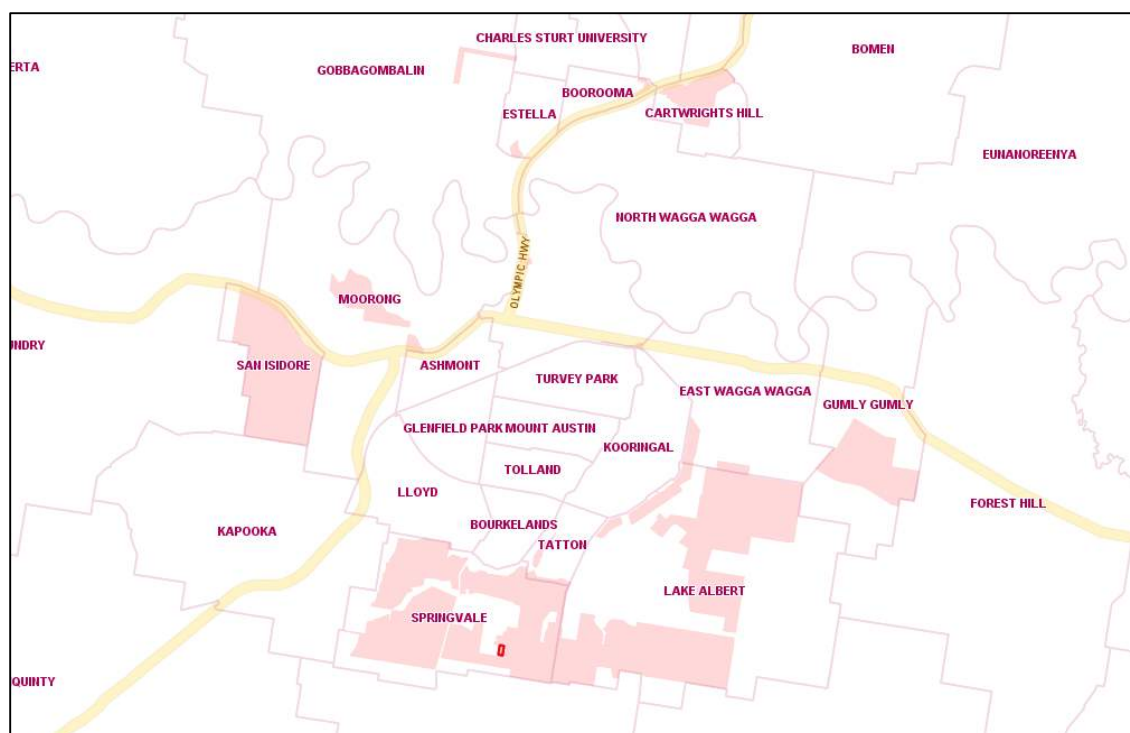 CHARLES STURT UNIVERSITY
BOMEN
ERTA
GOBBAGOMBALIN
BOOROOMA
ESTELLA
CARTWRIGHTS HILL
EUNANOREENYA
NORTH WAGGA WAGGA
OLYMPIC HWY
MOORONG
UNDRY
SAN ISIDORE
ASHMONT
TURVEY PARK
EAST WAGGA WAGGA
GUMLY GUMLY
GLENFIELD PARK
MOUNT AUSTIN
KOORINGAL
TOLLAND
LLOYD
FOREST HILL
BOURKELANDS
KAPOOKA
TATTON
LAKE ALBERT
SPRINGVALE
QUINTY